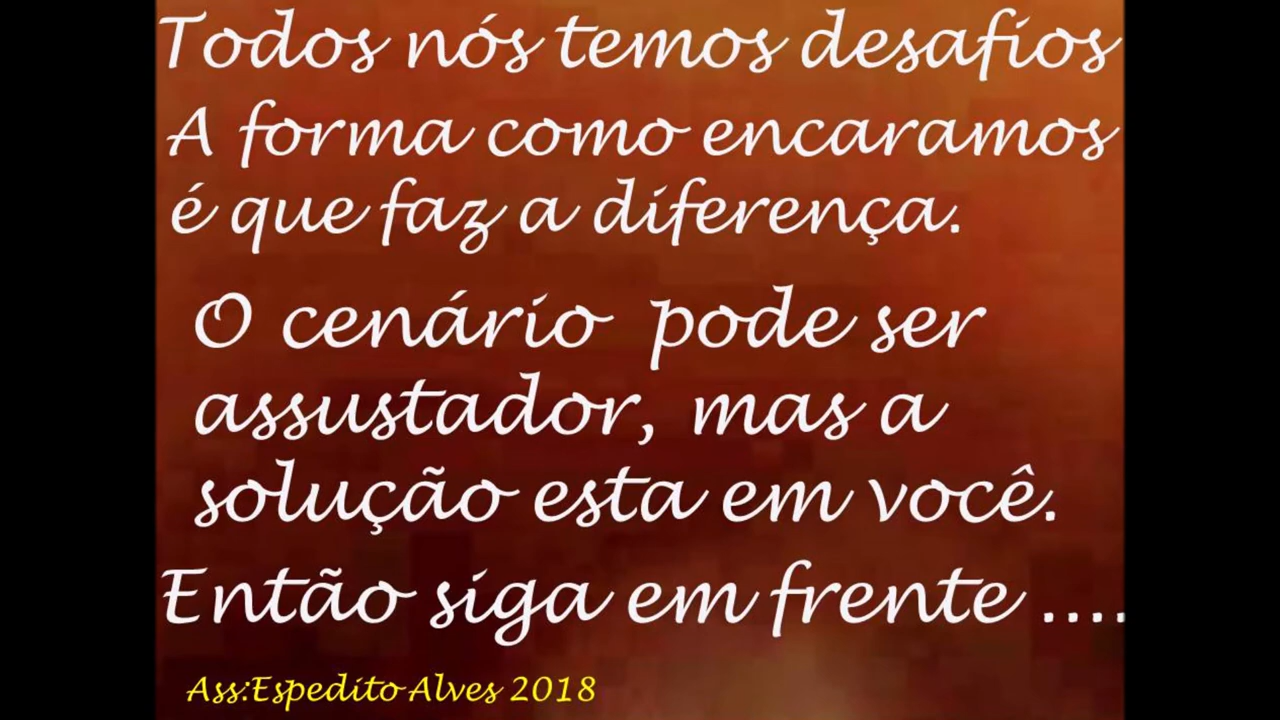 Todos nós temos desafios
A forma como encaramos
é que faz a diferença.
O cenário pode ser
assustador, mas a
solução esta em você.
Então siga em frente ....
Ass:Espedito Alves 2018